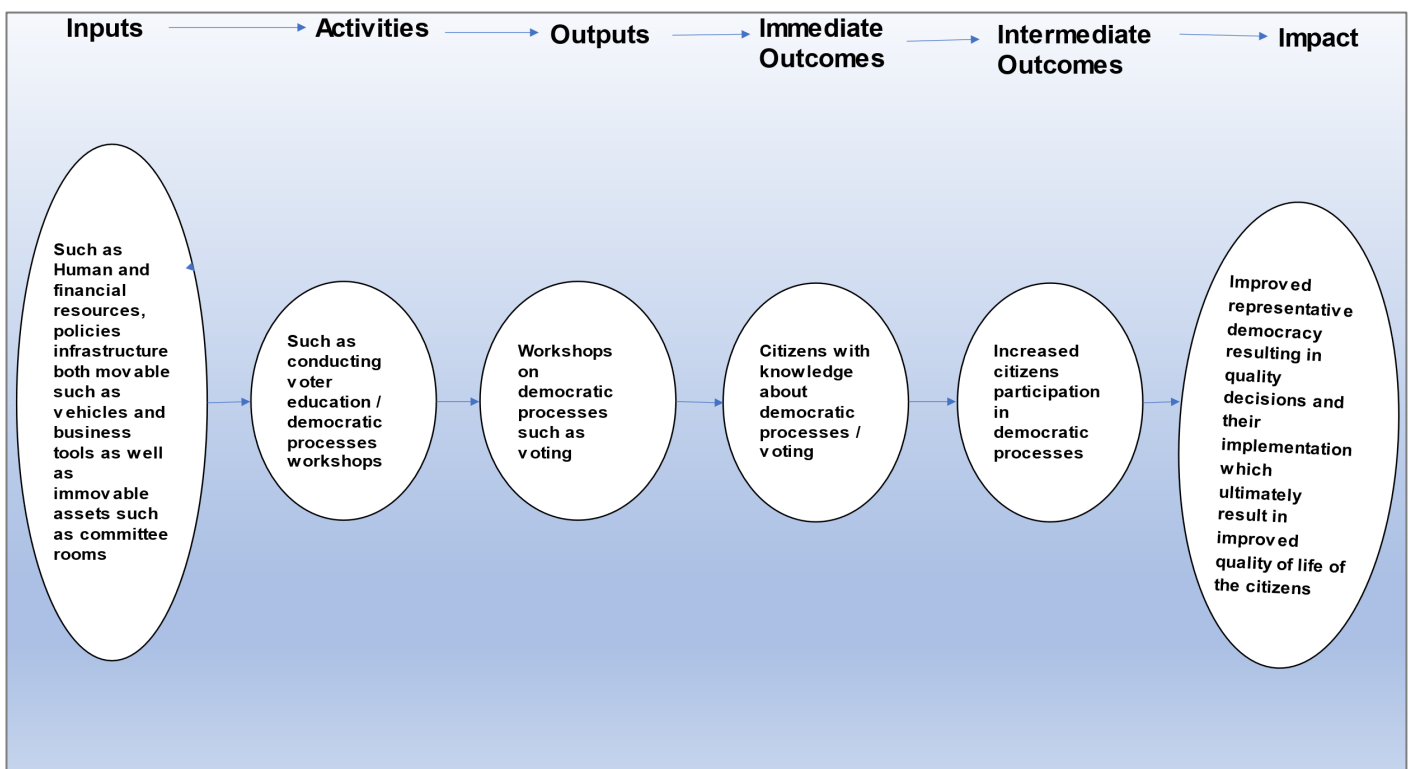 Inputs
Activities
Outputs
Immediate
Outcomes
Intermediate
Outcomes
Impact
Such as
Human and
financial
resources,
policies
infrastructure
both movable
such as
vehicles and
business
tools as well
as
immovable
assets such
as committee
rooms
Such as
conducting
voter
education /
democratic
processes
workshops
Workshops
on
democratic
processes
such as
voting
Citizens with
knowledge
about
democratic
processes /
voting
Increased
citizens
participation
in
democratic
processes
Improved
representative
democracy
resulting in
quality
decisions and
their
implementation
which
ultimately
result in
improved
quality of life of
the citizens